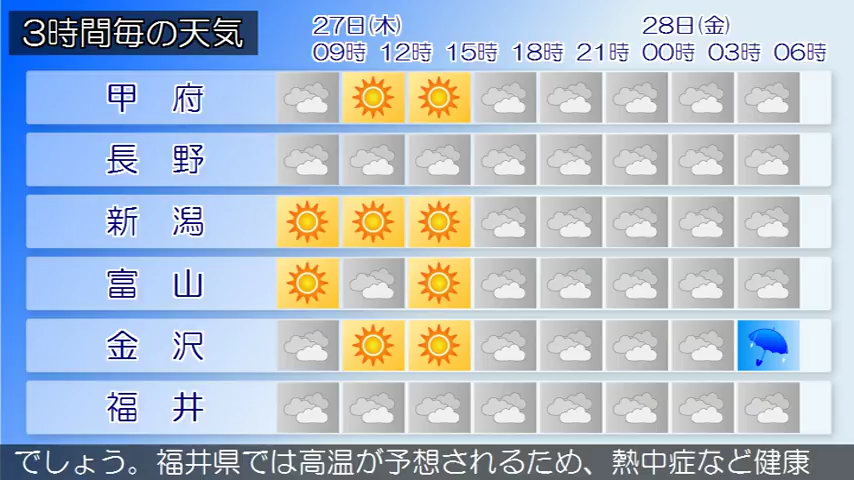 3時間毎の天気
27日(木) 28日(金)
09時 12時 15時 18時 21時 00時 03時 06時
甲 府
長 野
新 潟
富 山
金 沢
福 井
でしょう。福井県では高温が予想されるため、熱中症など健康